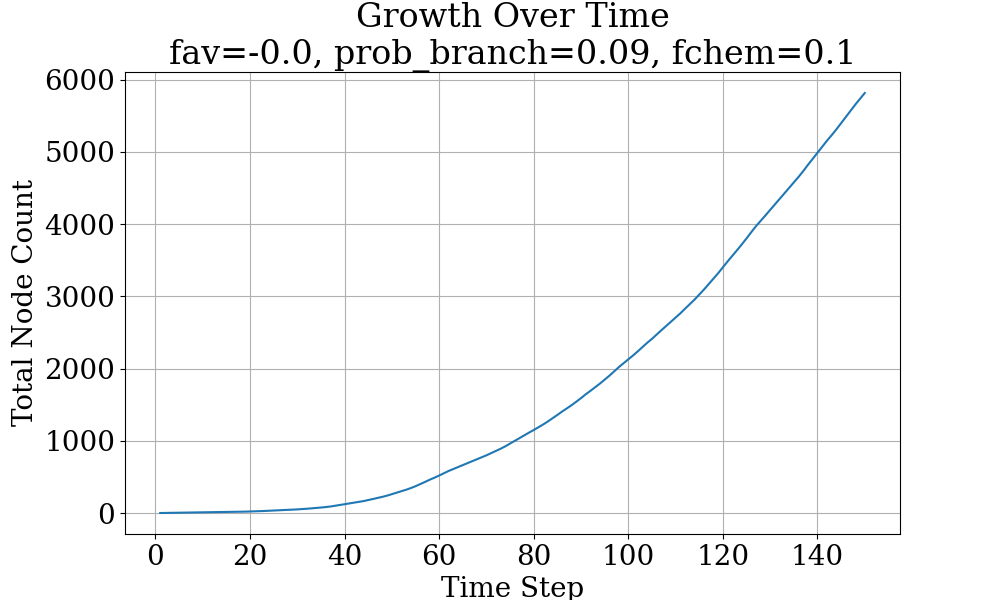 Growth Over Time
fav=-0.0, prob_branch=0.09, fchem=0.1
6000
5000
4000
3000
2000
1000
0
Total Node Count
0 20 40 60 80 100 120 140
Time Step